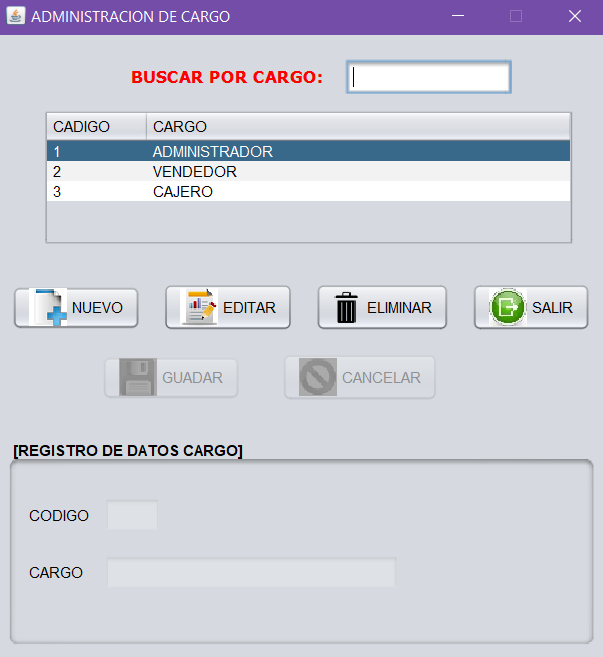 ADMINISTRACION DE CARGO
BUSCAR POR CARGO:
CADIGO CARGO
1 ADMINISTRADOR
2 VENDEDOR
3 CAJERO
NUEVO EDITAR ELIMINAR SALIR
GUADAR CANCELAR
[REGISTRO DE DATOS CARGO]
CODIGO
CARGO